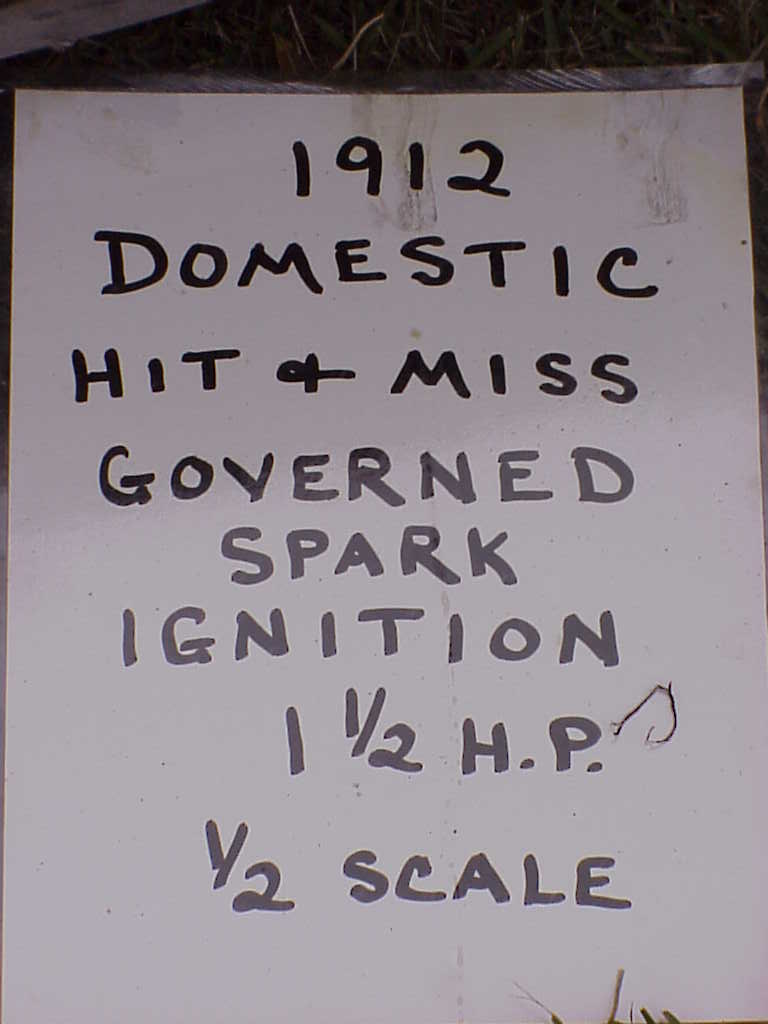 1912
DOMESTIC
HIT & MISS
GOVERNED
SPARK
IGNITION
1 1/2 H.P.
1/2 SCALE